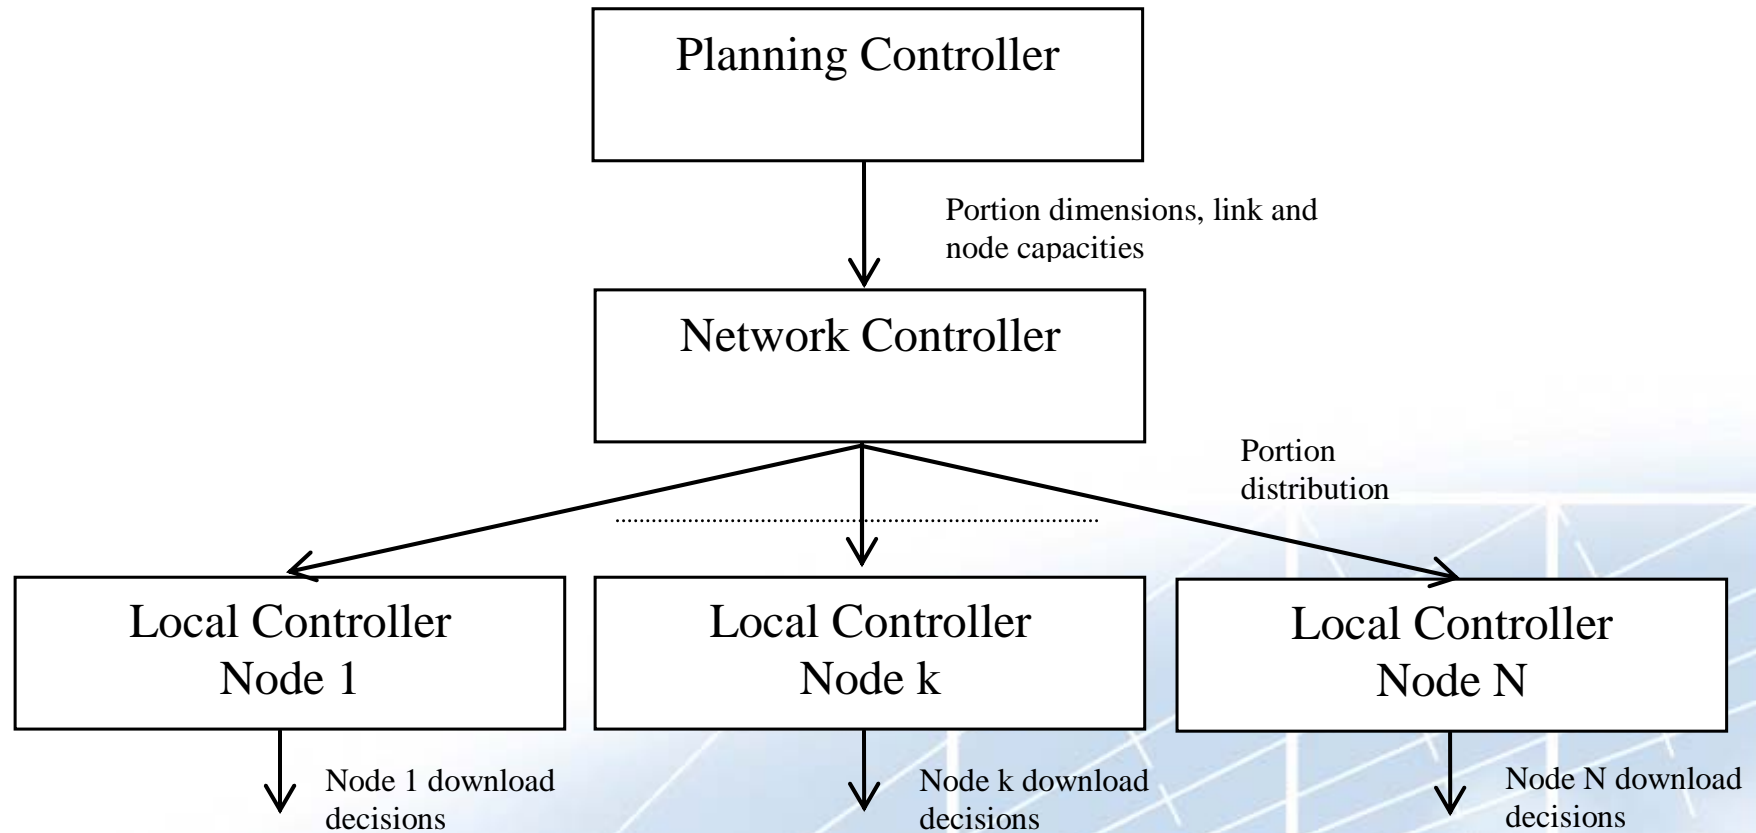 Planning Controller
Portion dimensions, link and
node capacities
Network Controller
Portion
distribution
Local Controller
Node 1
Local Controller
Node k
Local Controller
Node N
Node 1 download
decisions
Node k download
decisions
Node N download
decisions